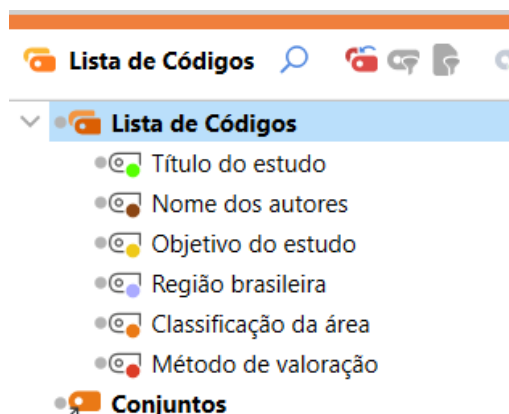 Lista de Códigos
Lista de Códigos
Título do estudo
Nome dos autores
Objetivo do estudo
Região brasileira
Classificação da área
Método de valoração
Conjuntos